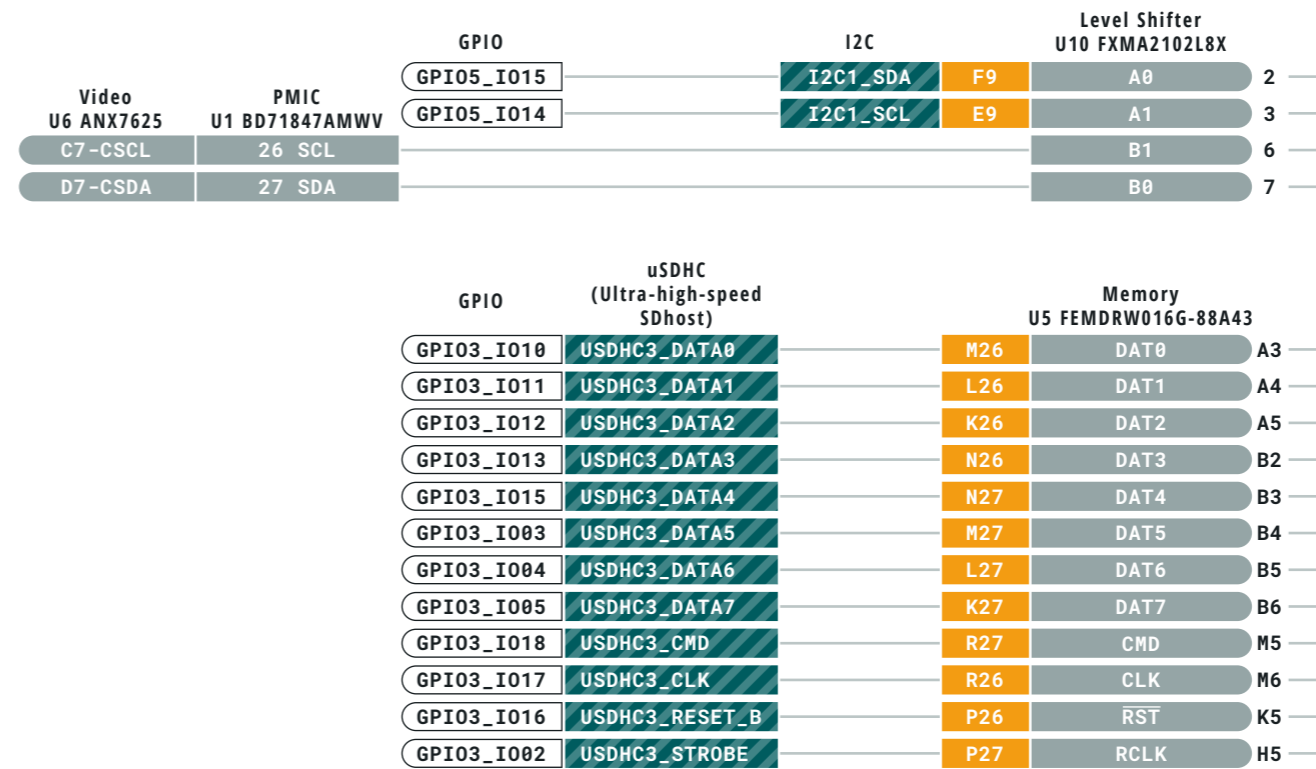 GPIO
I2C
Level Shifter
U10 FXMA2102L8X
GPIO5_IO15 I2C1_SDA F9 A0 2
Video
U6 ANX7625
PMIC
U1 BD71847AMWV
GPIO5_IO14 I2C1_SCL E9 A1 3
C7-CSCL 26 SCL B1 6
D7-CSDA 27 SDA B0 7
GPIO
uSDHC
(Ultra-high-speed
SDhost)
Memory
U5 FEMDRW016G-88A43
GPIO3_IO10 USDHC3_DATA0 M26 DAT0 A3
GPIO3_IO11 USDHC3_DATA1 L26 DAT1 A4
GPIO3_IO12 USDHC3_DATA2 K26 DAT2 A5
GPIO3_IO13 USDHC3_DATA3 N26 DAT3 B2
GPIO3_IO15 USDHC3_DATA4 N27 DAT4 B3
GPIO3_IO03 USDHC3_DATA5 M27 DAT5 B4
GPIO3_IO04 USDHC3_DATA6 L27 DAT6 B5
GPIO3_IO05 USDHC3_DATA7 K27 DAT7 B6
GPIO3_IO18 USDHC3_CMD R27 CMD M5
GPIO3_IO17 USDHC3_CLK R26 CLK M6
GPIO3_IO16 USDHC3_RESET_B P26 R̅S̅T̅ K5
GPIO3_IO02 USDHC3_STROBE P27 RCLK H5